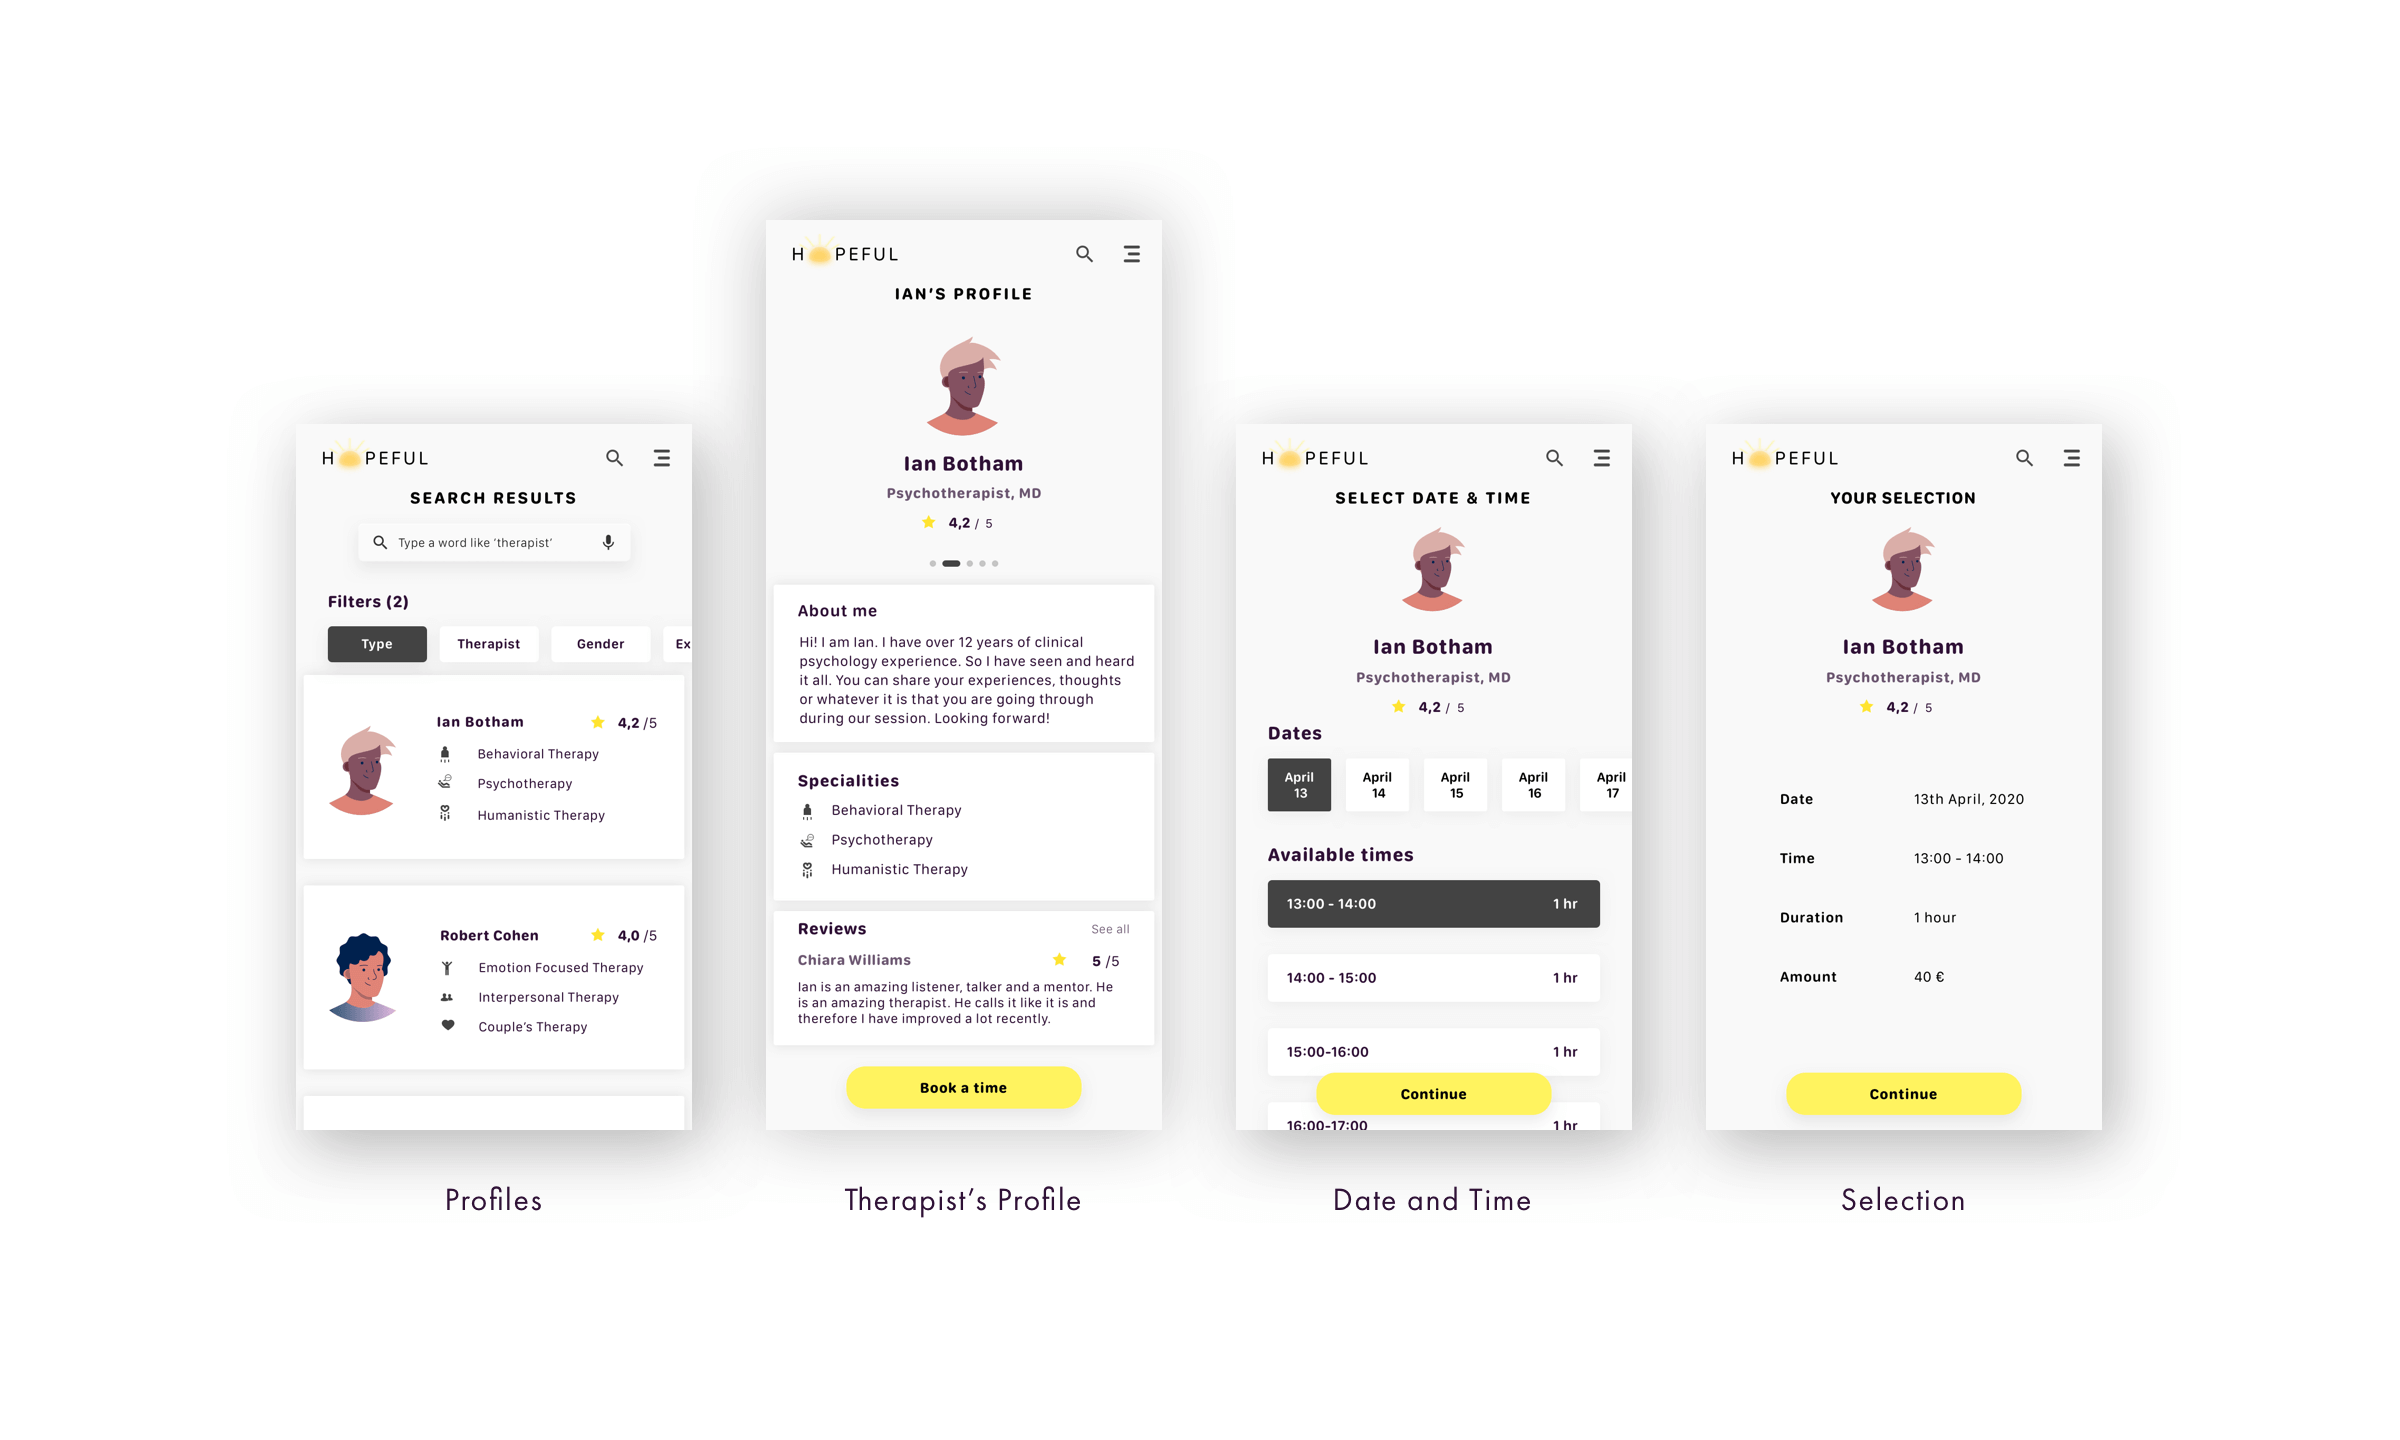 HOPEFUL
SEARCH RESULTS
Type a word like ‘therapist’
Filters (2)
Type Therapist Gender Ex
Ian Botham 4,2 /5
Behavioral Therapy
Psychotherapy
Humanistic Therapy
Robert Cohen 4,0 /5
Emotion Focused Therapy
Interpersonal Therapy
Couple’s Therapy
Profiles
HOPEFUL
IAN’S PROFILE
Ian Botham
Psychotherapist, MD
4,2 / 5
About me
Hi! I am Ian. I have over 12 years of clinical
psychology experience. So I have seen and heard
it all. You can share your experiences, thoughts
or whatever it is that you are going through
during our session. Looking forward!
Specialities
Behavioral Therapy
Psychotherapy
Humanistic Therapy
Reviews See all
Chiara Williams 5 /5
Ian is an amazing listener, talker and a mentor. He
is an amazing therapist. He calls it like it is and
therefore I have improved a lot recently.
Book a time
Therapist’s Profile
HOPEFUL
SELECT DATE & TIME
Ian Botham
Psychotherapist, MD
4,2 / 5
Dates
April April April April April
13 14 15 16 17
Available times
13:00 - 14:00 1 hr
14:00 - 15:00 1 hr
15:00-16:00 1 hr
Continue
16:00-17:00 1 hr
Date and Time
HOPEFUL
YOUR SELECTION
Ian Botham
Psychotherapist, MD
4,2 / 5
Date 13th April, 2020
Time 13:00 - 14:00
Duration 1 hour
Amount 40 €
Continue
Selection